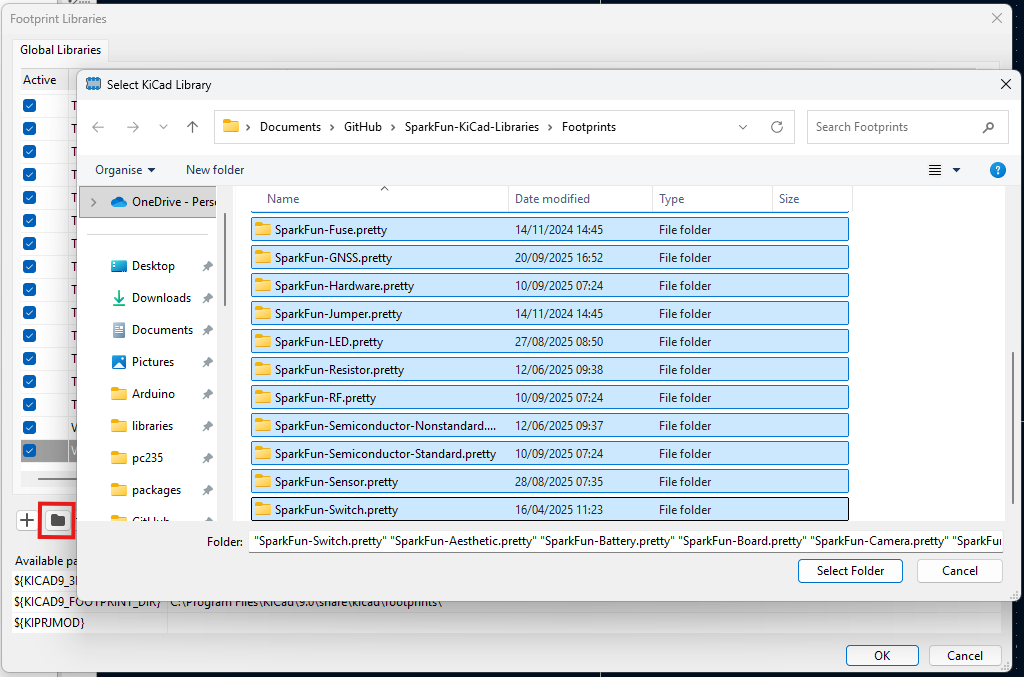 Footprint Libraries
Global Libraries
Active
Select KiCad Library
Documents > GitHub > SparkFun-KiCad-Libraries > Footprints
Search Footprints
Organise New folder
OneDrive - Pers
Name Date modified Type Size
SparkFun-Fuse.pretty 14/11/2024 14:45 File folder
SparkFun-GNSS.pretty 20/09/2025 16:52 File folder
SparkFun-Hardware.pretty 10/09/2025 07:24 File folder
SparkFun-Jumper.pretty 14/11/2024 14:45 File folder
SparkFun-LED.pretty 27/08/2025 08:50 File folder
SparkFun-Resistor.pretty 12/06/2025 09:38 File folder
SparkFun-RF.pretty 10/09/2025 07:24 File folder
SparkFun-Semiconductor-Nonstandard.... 12/06/2025 09:37 File folder
SparkFun-Semiconductor-Standard.pretty 10/09/2025 07:24 File folder
SparkFun-Sensor.pretty 28/08/2025 07:35 File folder
SparkFun-Switch.pretty 16/04/2025 11:23 File folder
Desktop
Downloads
Documents
Pictures
Arduino
libraries
pc235
packages
GitHub
Folder: "SparkFun-Switch.pretty" "SparkFun-Aesthetic.pretty" "SparkFun-Battery.pretty" "SparkFun-Board.pretty" "SparkFun-Camera.pretty" "SparkFu
Select Folder Cancel
Available pa
${KICAD9_3
${KICAD9_FOOTPRINT_DIR} C:\Program Files\KiCad\9.0\share\kicad\footprints\
${KIPRJMOD}
OK Cancel